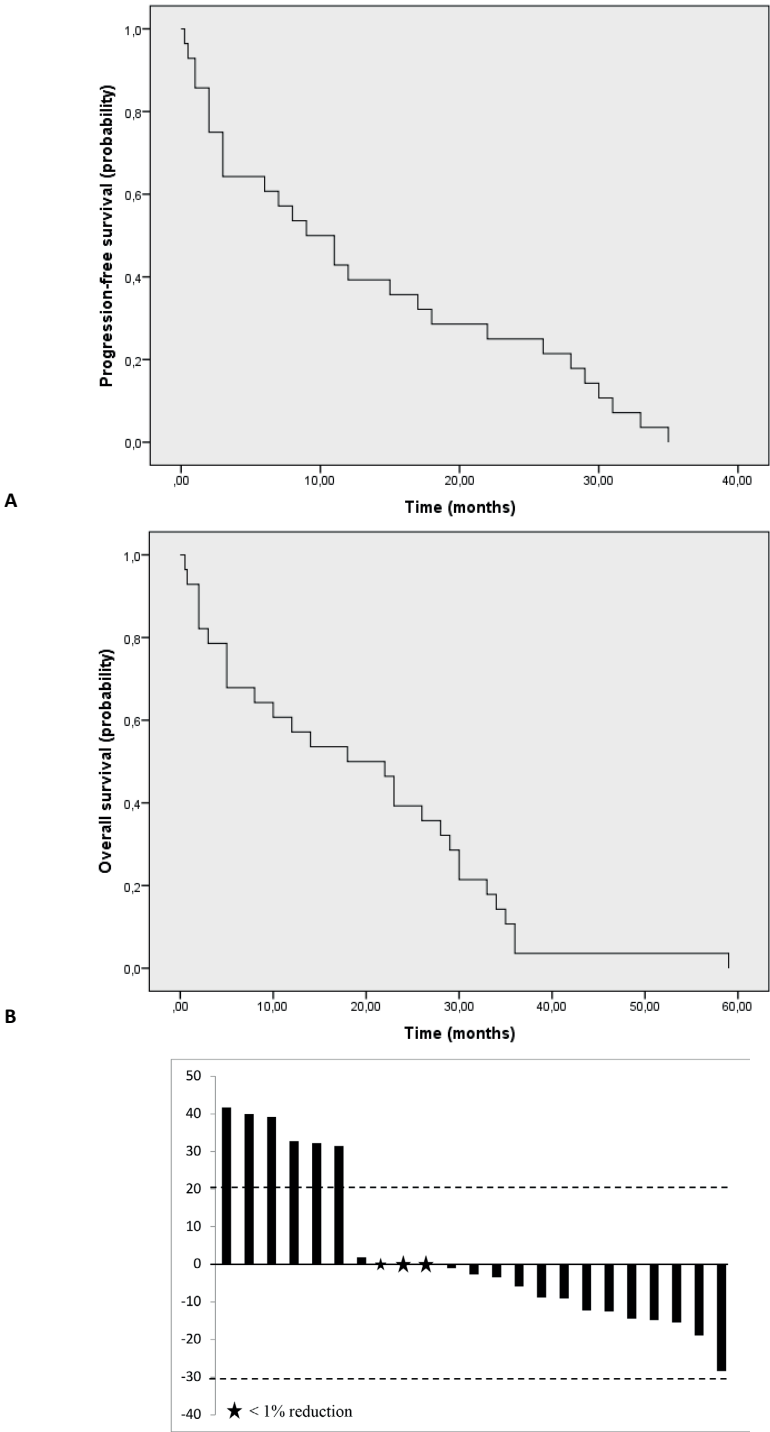 1,0
0,8
0,6
0,4
0,2
0,0
Progression-free survival (probability)
,00 10,00 20,00 30,00 40,00
Time (months)
A
1,0
0,8
0,6
0,4
0,2
0,0
Overall survival (probability)
,00 10,00 20,00 30,00 40,00 50,00 60,00
Time (months)
B
50
40
30
20
10
0
-10
-20
-30
-40
★ < 1% reduction